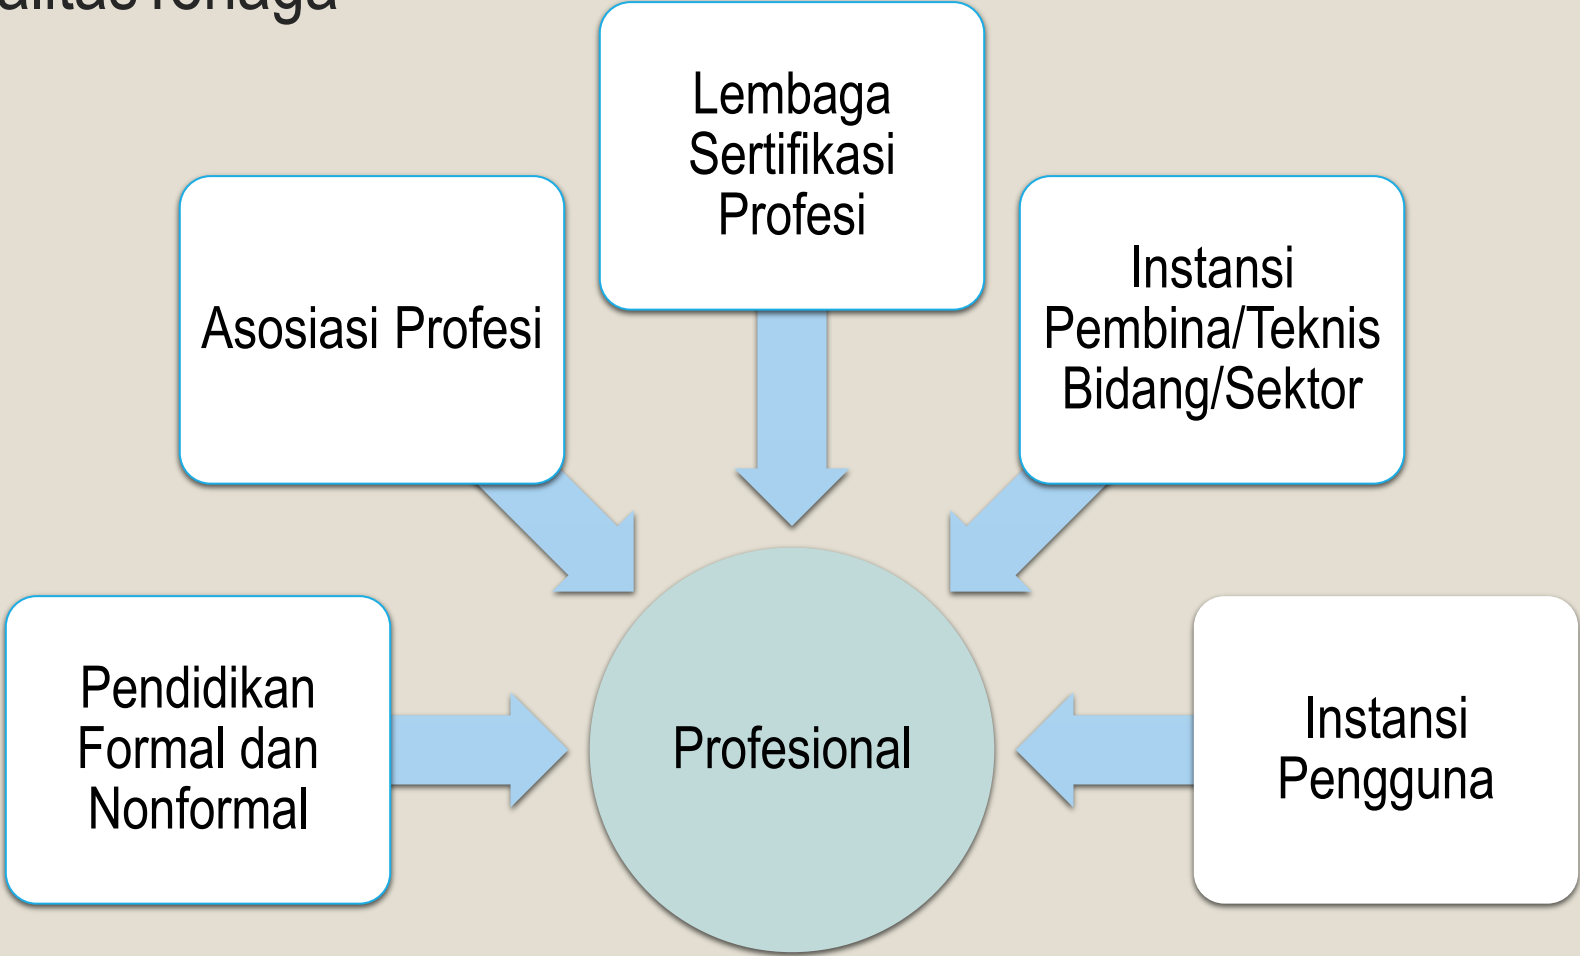 Lembaga
Sertifikasi
Profesi
Asosiasi Profesi
Instansi
Pembina/Teknis
Bidang/Sektor
Pendidikan
Formal dan
Nonformal
Profesional
Instansi
Pengguna